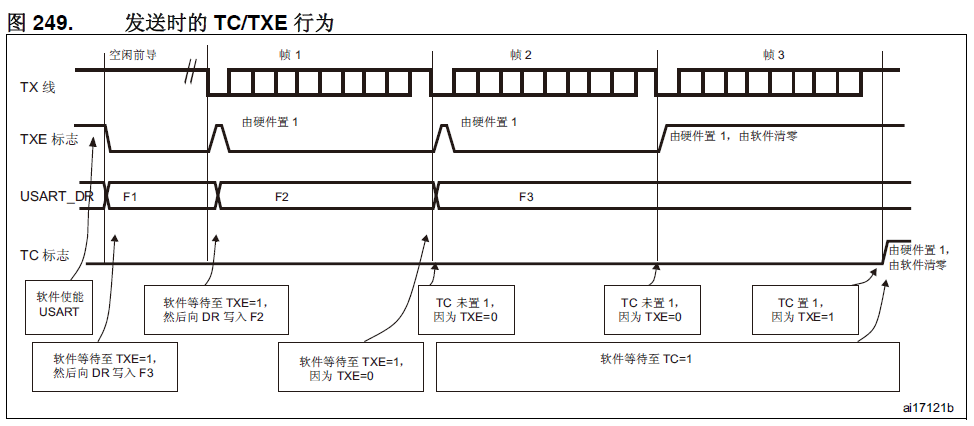 图 249. 发送时的 TC/TXE 行为
空闲前导 帧 1 帧 2 帧 3
TX 线
TXE 标志 由硬件置 1 由硬件置 1 由硬件置 1，由软件清零
USART_DR F1 F2 F3
TC 标志
由硬件置 1，
由软件清零
软件使能
USART
软件等待至 TXE=1，
然后向 DR 写入 F2
TC 未置 1，
因为 TXE=0
TC 未置 1，
因为 TXE=0
TC 置 1，
因为 TXE=1
软件等待至 TXE=1，
然后向 DR 写入 F3
软件等待至 TXE=1，
因为 TXE=0
软件等待至 TC=1
ai17121b